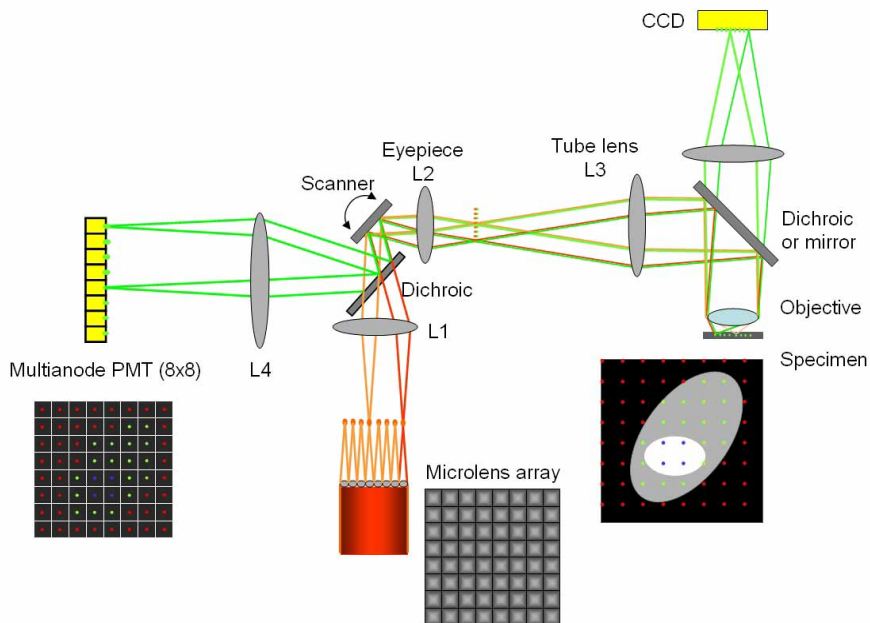 CCD
Eyepiece
L2
Tube lens
L3
Scanner
Dichroic
or mirror
Dichroic
Objective
L1
Specimen
Multianode PMT (8x8)
L4
Microlens array